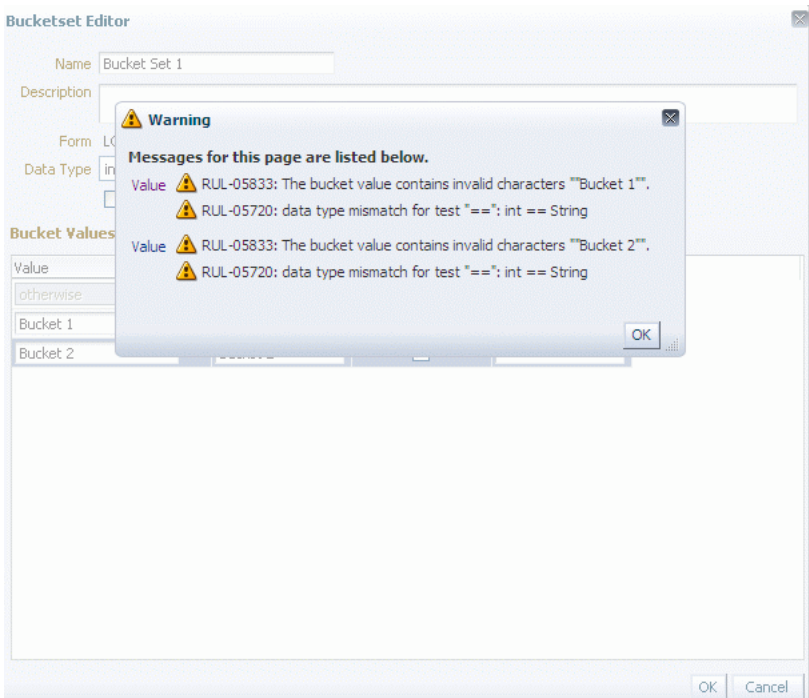 Bucketset Editor
Name Bucket Set 1
Description
Warning
Form
Messages for this page are listed below.
Data Type
Value RUL-05833: The bucket value contains invalid characters ""Bucket 1"".
RUL-05720: data type mismatch for test "==": int == String
Bucket Values
Value RUL-05833: The bucket value contains invalid characters ""Bucket 2"".
RUL-05720: data type mismatch for test "==": int == String
Value
otherwise
Bucket 1
OK
Bucket 2
OK Cancel